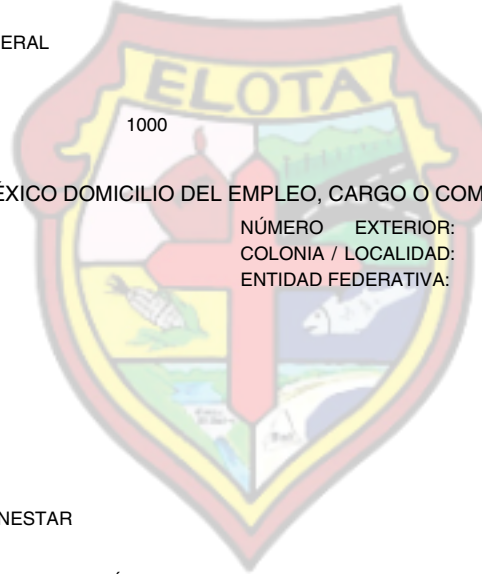 ERAL
ELOTA
1000
ÉXICO DOMICILIO DEL EMPLEO, CARGO O COM
NÚMERO EXTERIOR:
COLONIA / LOCALIDAD:
ENTIDAD FEDERATIVA:
NESTAR